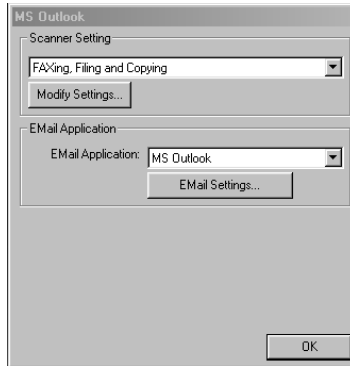 MS Outlook
Scanner Setting
FAXing, Filing and Copying
Modify Settings...
EMail Application
EMail Application: MS Outlook
EMail Settings...
OK